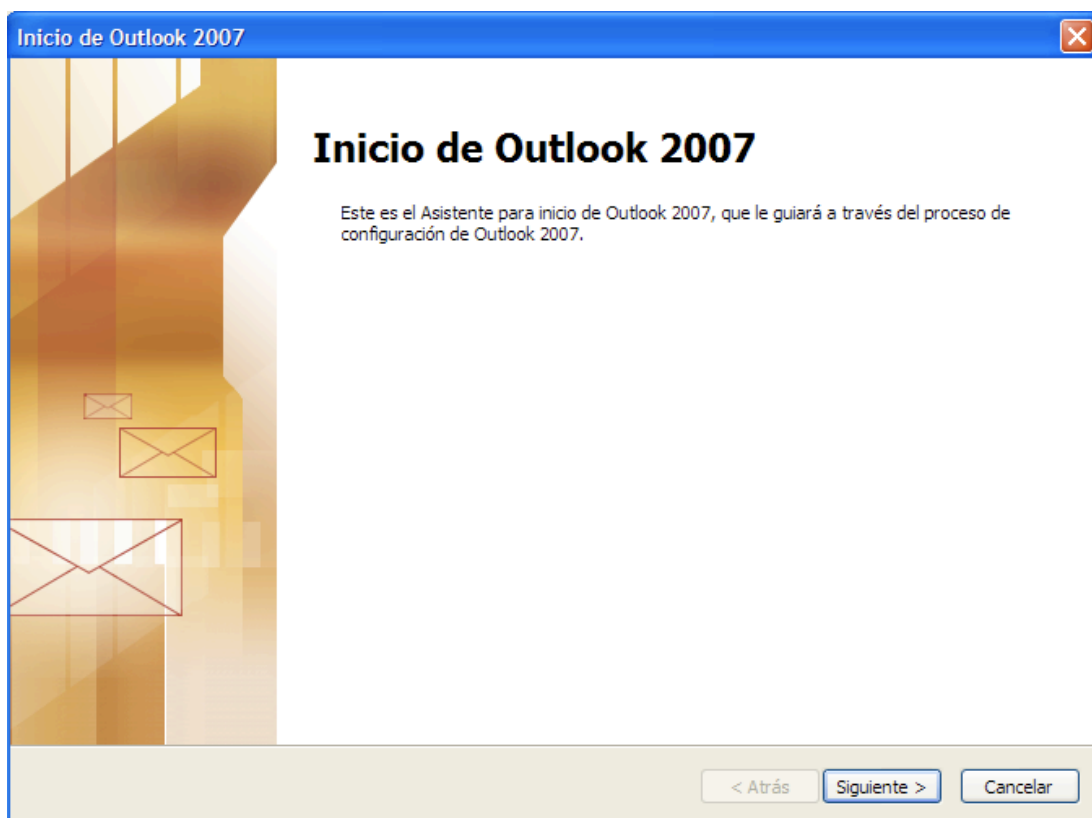 Inicio de Outlook 2007
Inicio de Outlook 2007
Este es el Asistente para inicio de Outlook 2007, que le guiará a través del proceso de
configuración de Outlook 2007.
< Atrás Siguiente > Cancelar